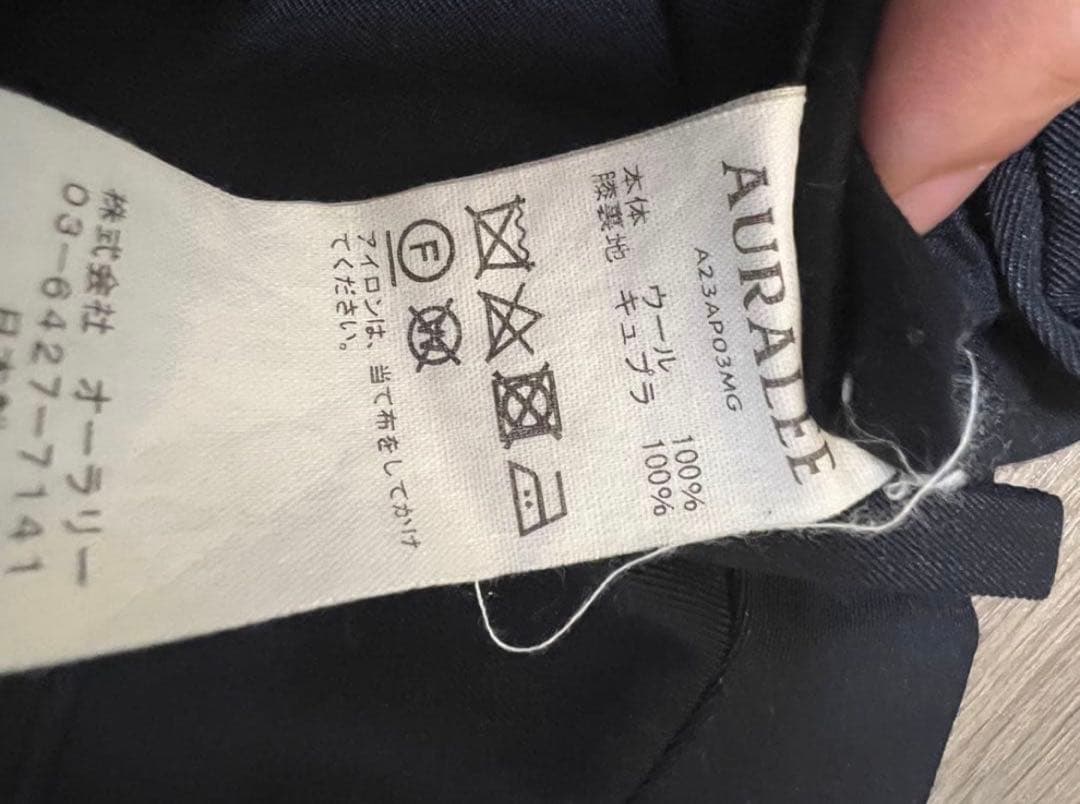 AURALEE
A23AP03MG
本体 ウール 100%
膝裏地 キュプラ 100%
F
アイロンは、当て布をしてかけ
てください。
株式会社 オーラリー
03-6427-7141